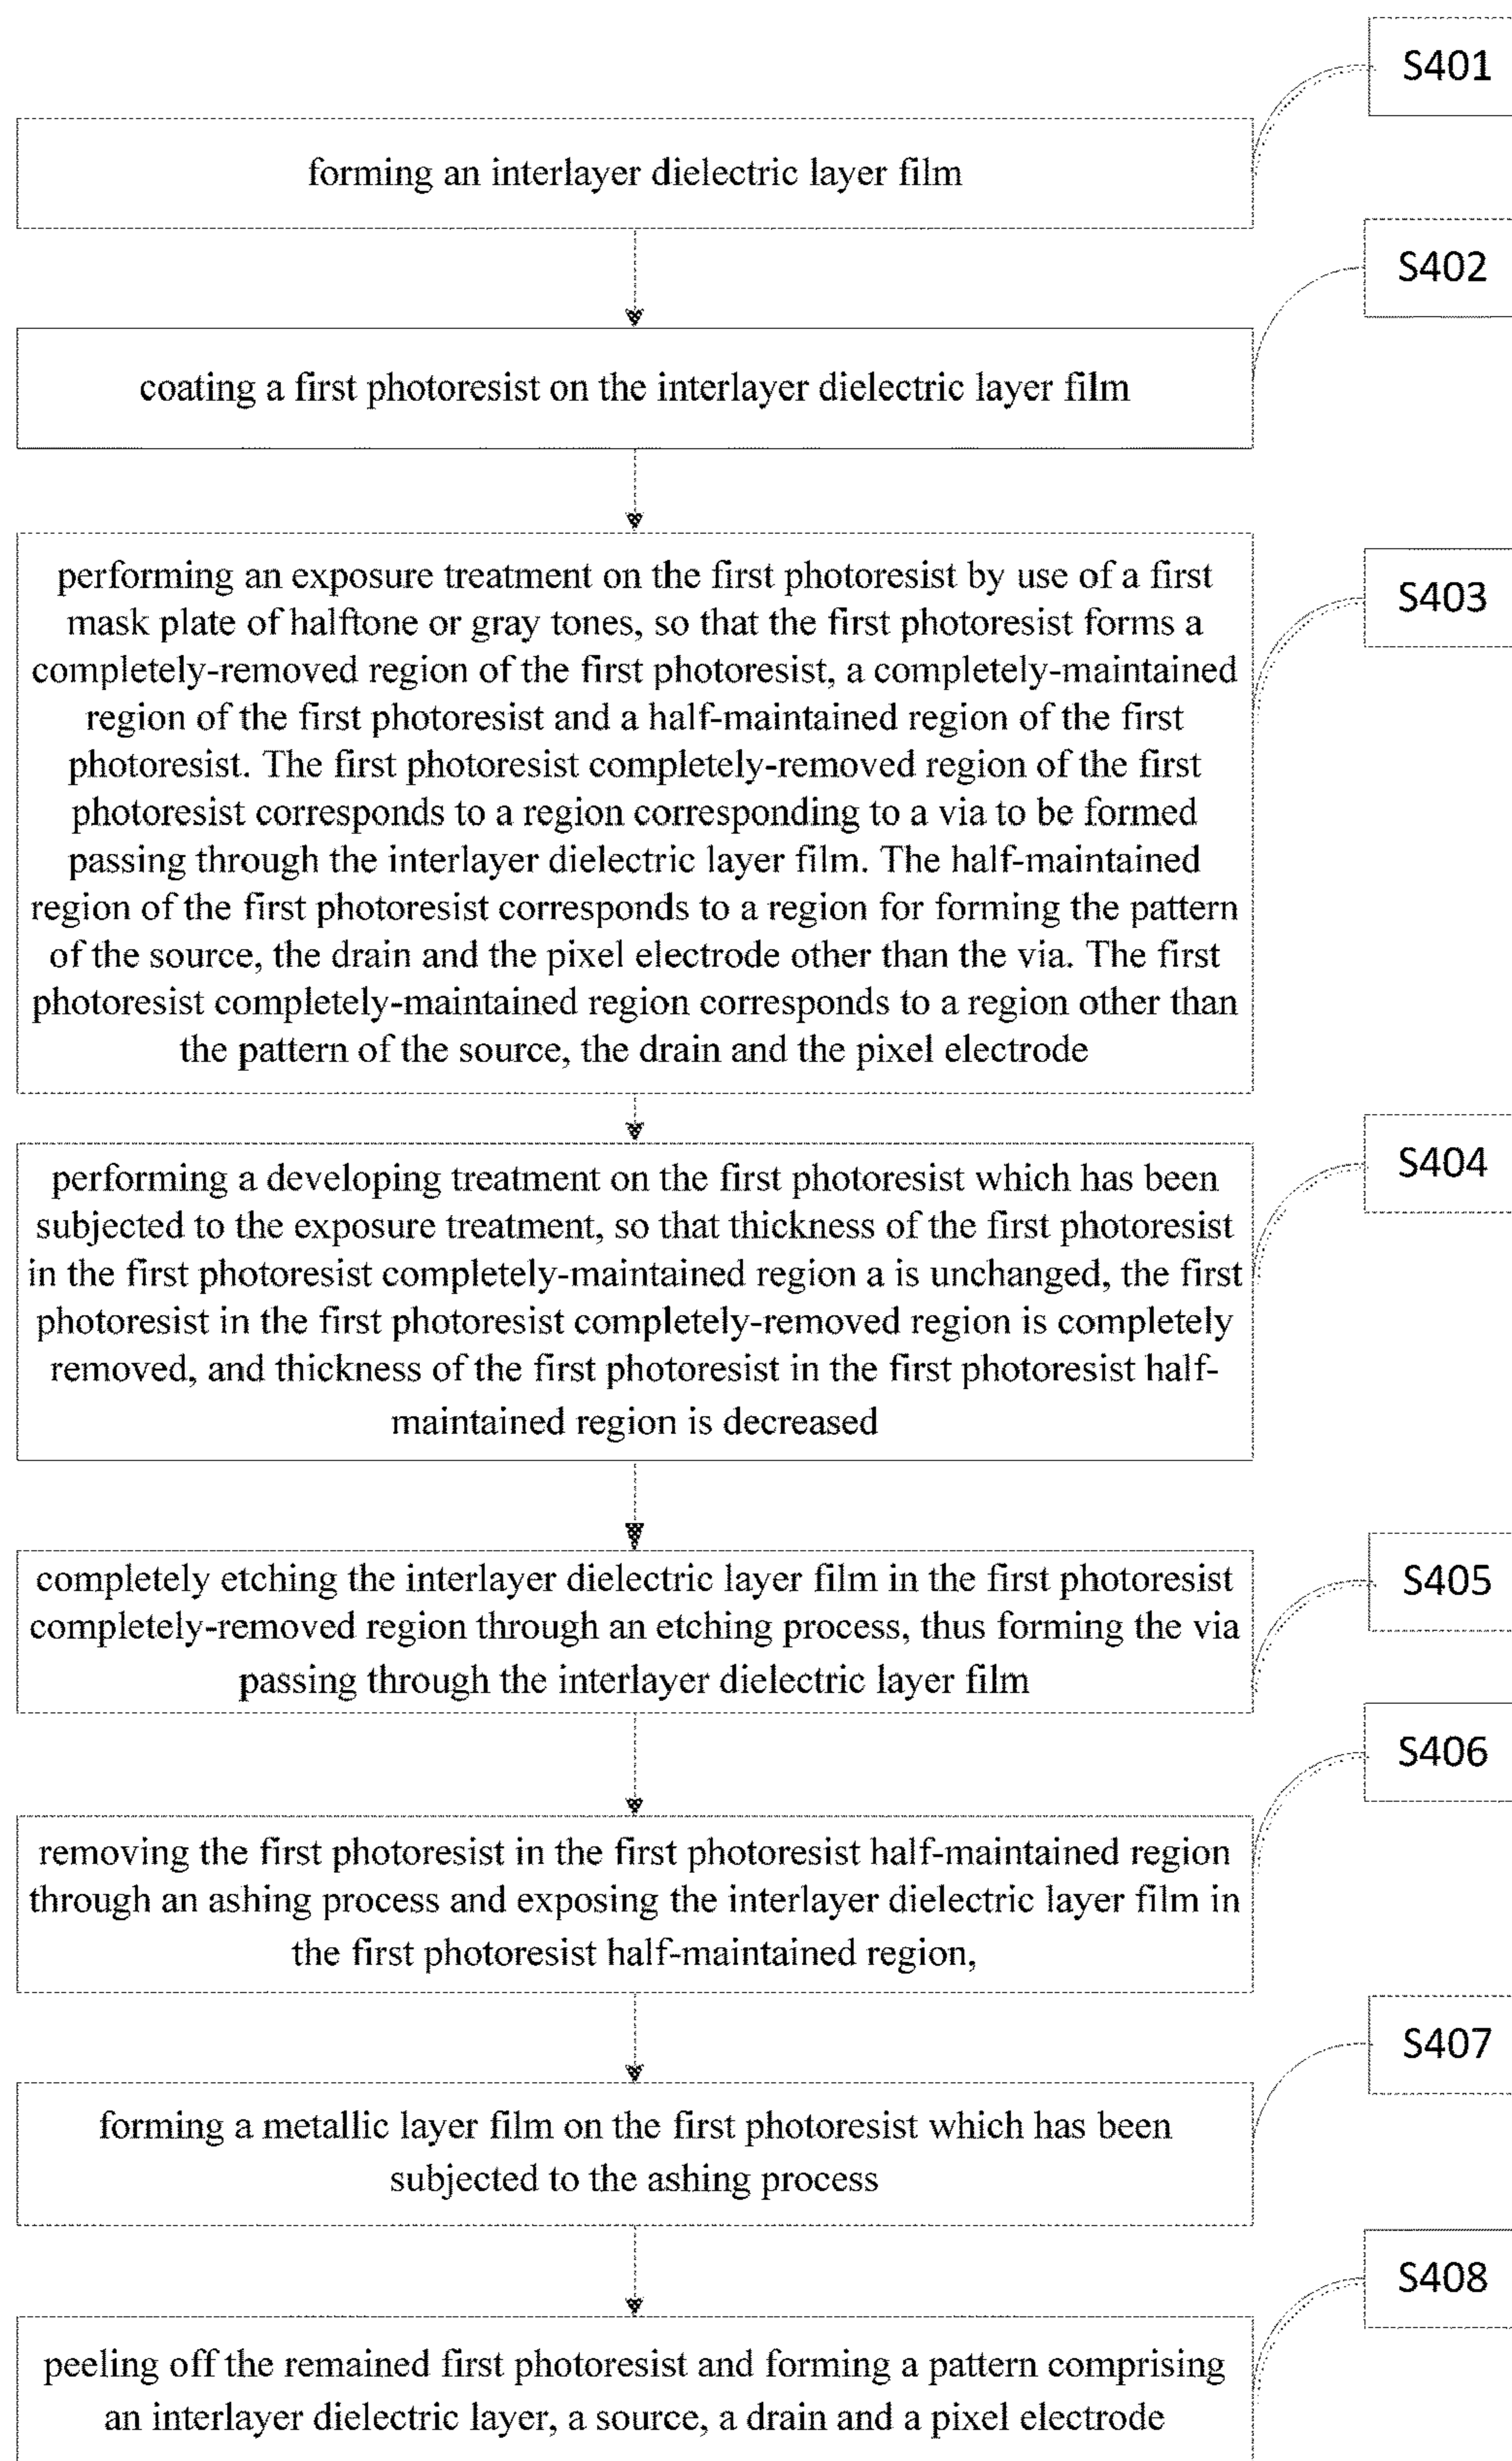 S401
forming an interlayer dielectric layer film
S402
coating a first photoresist on the interlayer dielectric layer film
S403
performing an exposure treatment on the first photoresist by use of a first
mask plate of halftone or gray tones, so that the first photoresist forms a
completely-removed region of the first photoresist, a completely-maintained
region of the first photoresist and a half-maintained region of the first
photoresist. The first photoresist completely-removed region of the first
photoresist corresponds to a region corresponding to a via to be formed
passing through the interlayer dielectric layer film. The half-maintained
region of the first photoresist corresponds to a region for forming the pattern
of the source, the drain and the pixel electrode other than the via. The first
photoresist completely-maintained region corresponds to a region other than
the pattern of the source, the drain and the pixel electrode
S404
performing a developing treatment on the first photoresist which has been
subjected to the exposure treatment, so that thickness of the first photoresist
in the first photoresist completely-maintained region a is unchanged, the first
photoresist in the first photoresist completely-removed region is completely
removed, and thickness of the first photoresist in the first photoresist half-
maintained region is decreased
S405
completely etching the interlayer dielectric layer film in the first photoresist
completely-removed region through an etching process, thus forming the via
passing through the interlayer dielectric layer film
S406
removing the first photoresist in the first photoresist half-maintained region
through an ashing process and exposing the interlayer dielectric layer film in
the first photoresist half-maintained region,
S407
forming a metallic layer film on the first photoresist which has been
subjected to the ashing process
S408
peeling off the remained first photoresist and forming a pattern comprising
an interlayer dielectric layer, a source, a drain and a pixel electrode